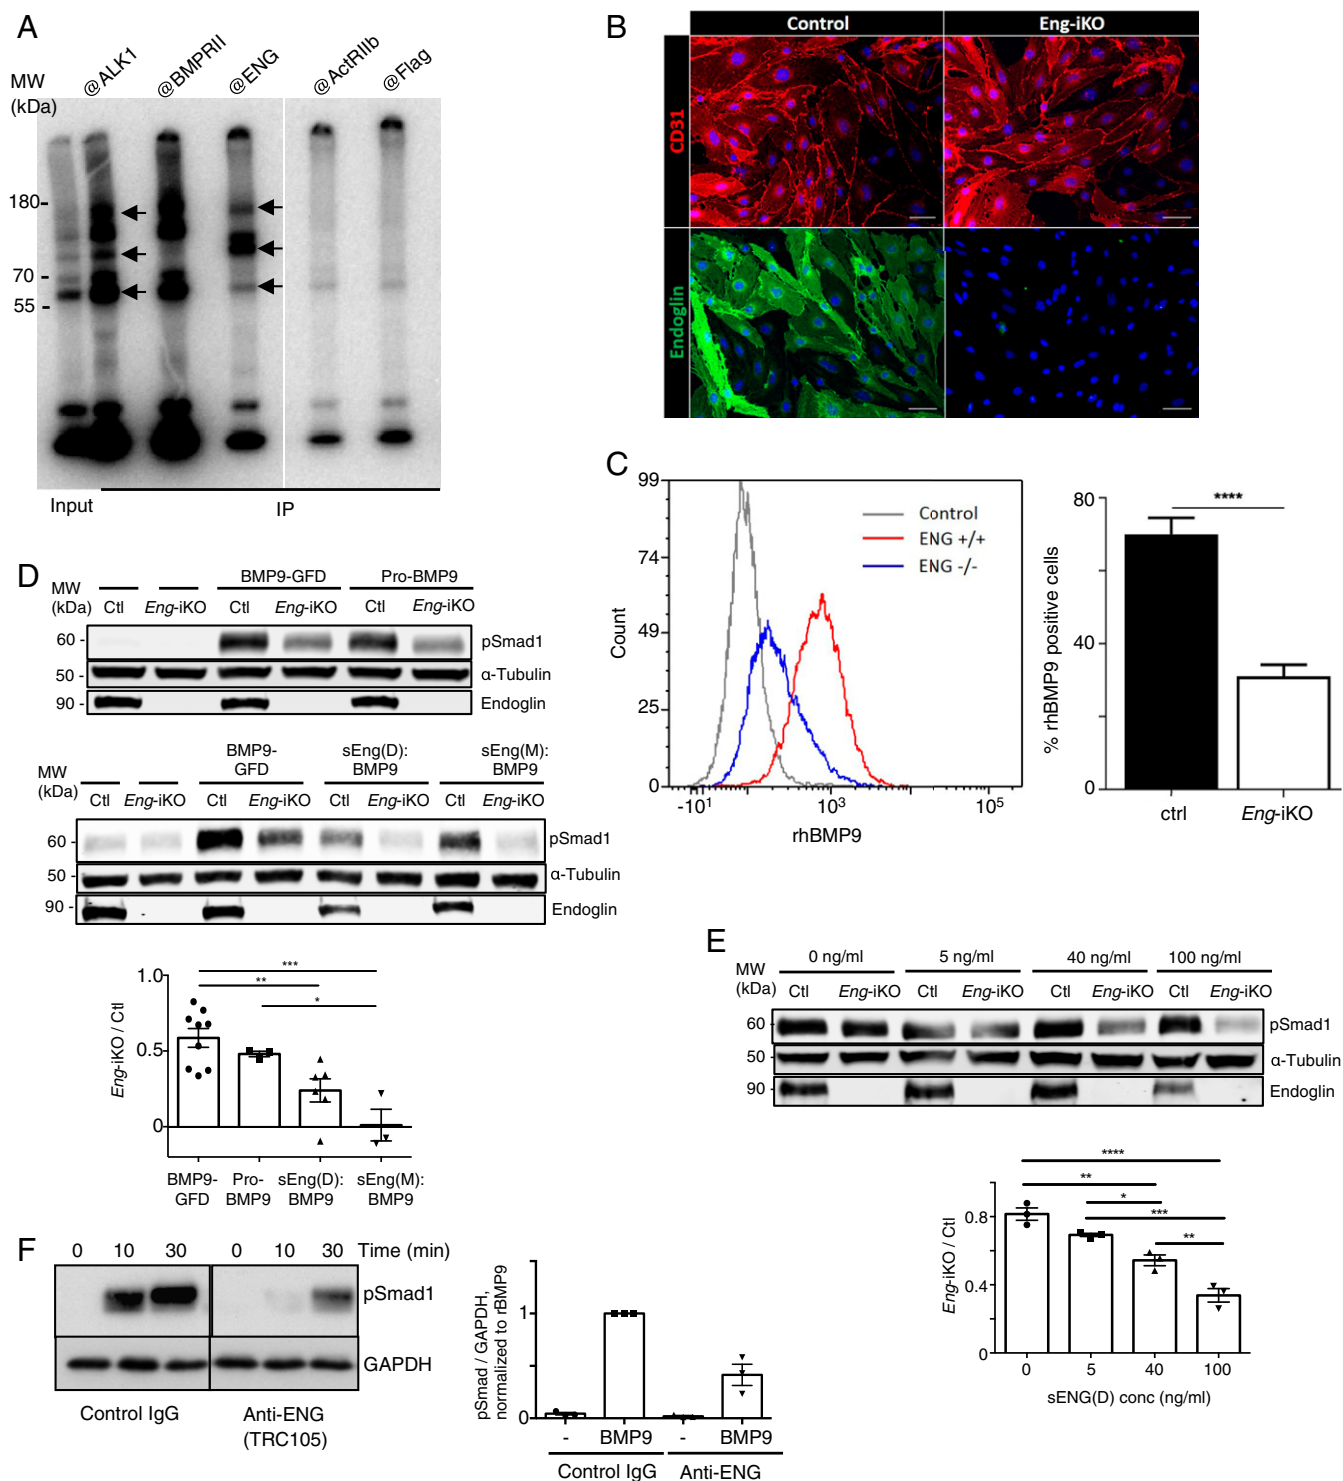 A
MW
(kDa)
@ALK1
@BMPRII
@ENG
@ActRIIb
@Flag
180
70
55
Input
IP
B
Control
Eng-iKO
CD31
Endoglin
C
99
74
49
25
0
Count
-10¹
10³
10⁵
rhBMP9
Control
ENG +/+
ENG -/-
80
40
0
% rhBMP9 positive cells
****
ctrl
Eng-iKO
D
MW
(kDa)
BMP9-GFD
Pro-BMP9
Ctl
Eng-iKO
Ctl
Eng-iKO
Ctl
Eng-iKO
60
pSmad1
50
α-Tubulin
90
Endoglin
MW
(kDa)
BMP9-
GFD
sEng(D):
BMP9
sEng(M):
BMP9
Ctl
Eng-iKO
Ctl
Eng-iKO
Ctl
Eng-iKO
Ctl
Eng-iKO
60
pSmad1
50
α-Tubulin
90
Endoglin
1.0
0.5
0
Eng-iKO / Ctl
***
**
*
BMP9-
GFD
Pro-
BMP9
sEng(D):
BMP9
sEng(M):
BMP9
E
MW
(kDa)
0 ng/ml
5 ng/ml
40 ng/ml
100 ng/ml
Ctl
Eng-iKO
Ctl
Eng-iKO
Ctl
Eng-iKO
Ctl
Eng-iKO
60
pSmad1
50
α-Tubulin
90
Endoglin
****
**
*
***
**
0.8
0.4
0
Eng-iKO / Ctl
0
5
40
100
sENG(D) conc (ng/ml)
F
0
10
30
0
10
30
Time (min)
pSmad1
GAPDH
Control IgG
Anti-ENG
(TRC105)
pSmad / GAPDH,
normalized to rBMP9
1
0
-
BMP9
-
BMP9
Control IgG
Anti-ENG